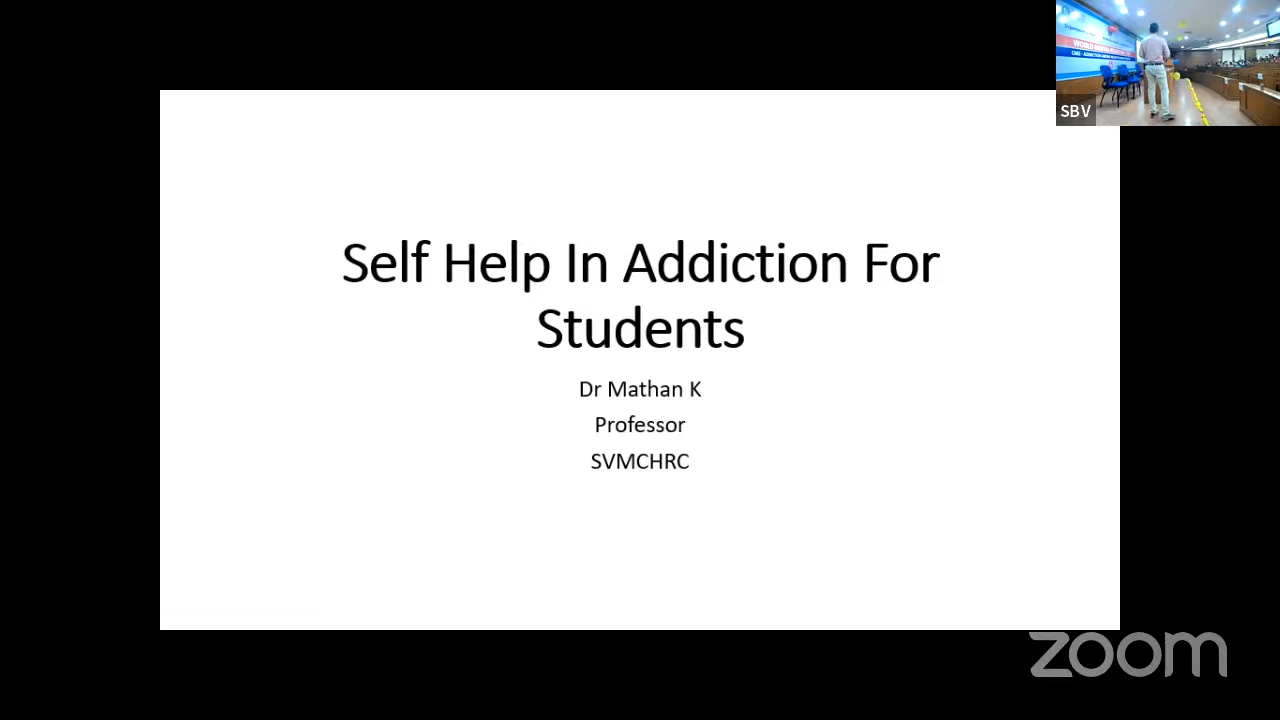 SBV
Self Help In Addiction For
Students
Dr Mathan K
Professor
SVMCHRC
zoom